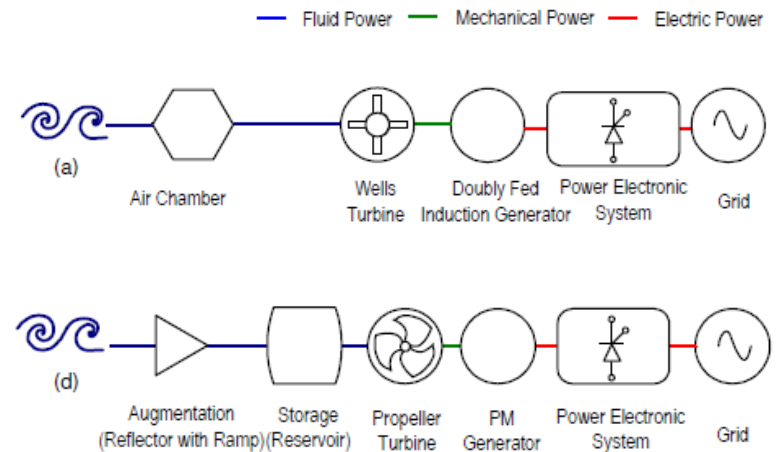 Fluid Power Mechanical Power Electric Power
(a)
Air Chamber
Wells
Turbine
Doubly Fed
Induction Generator
Power Electronic
System
Grid
(d)
Augmentation
(Reflector with Ramp)
Storage
(Reservoir)
Propeller
Turbine
PM
Generator
Power Electronic
System
Grid